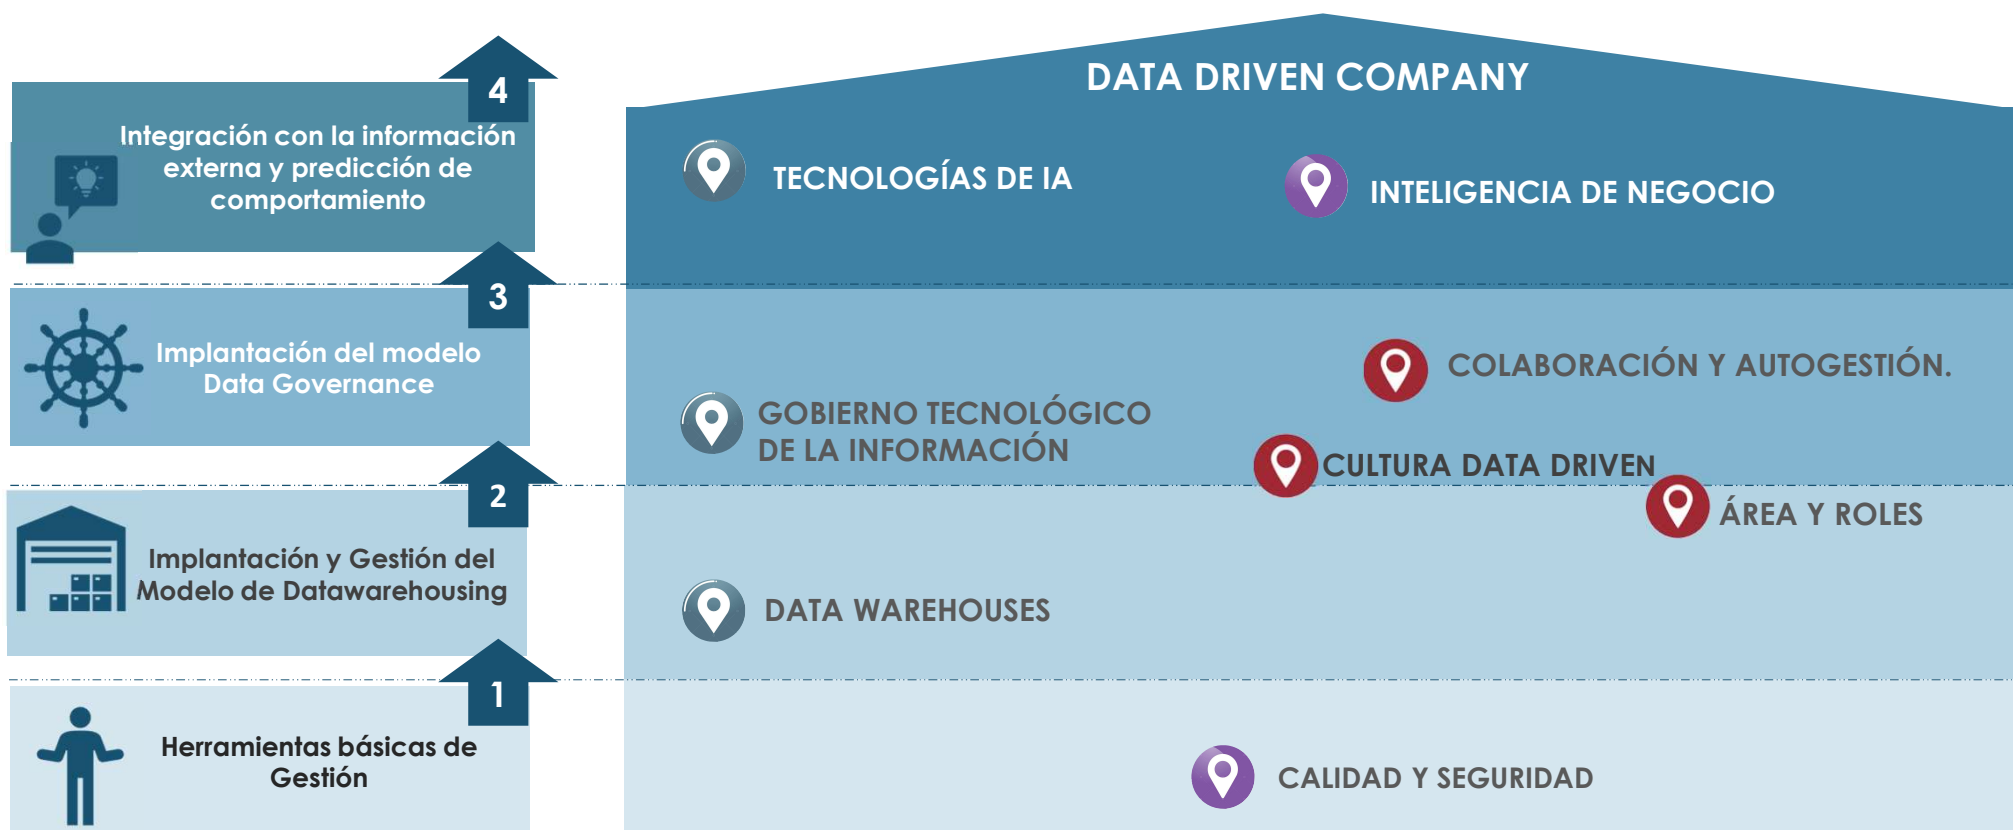 DATA DRIVEN COMPANY
4
Integración con la información
externa y predicción de
comportamiento
TECNOLOGÍAS DE IA
INTELIGENCIA DE NEGOCIO
3
Implantación del modelo
Data Governance
COLABORACIÓN Y AUTOGESTIÓN.
GOBIERNO TECNOLÓGICO
DE LA INFORMACIÓN
CULTURA DATA DRIVEN
2
ÁREA Y ROLES
Implantación y Gestión del
Modelo de Datawarehousing
DATA WAREHOUSES
1
Herramientas básicas de
Gestión
CALIDAD Y SEGURIDAD